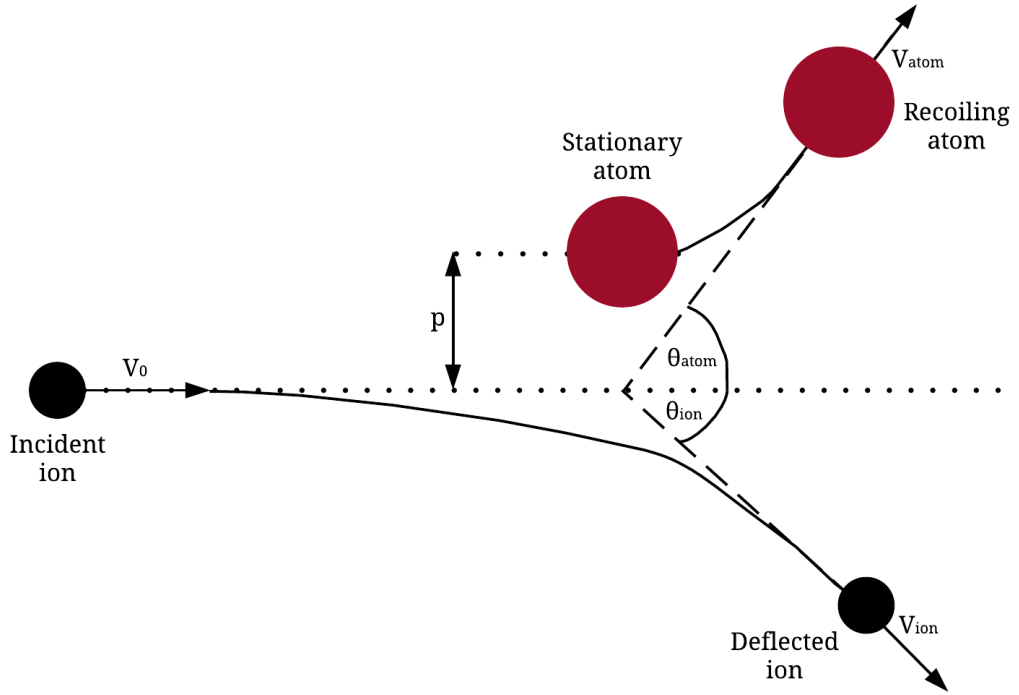 Vatom
Recoiling
atom
Stationary
atom
p
V0
θatom
θion
Incident
ion
Vion
Deflected
ion